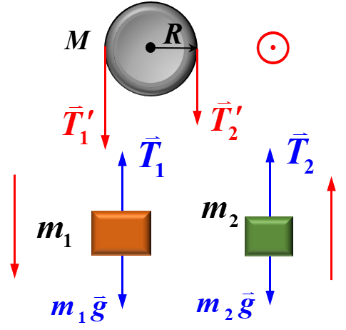 M R
T⃗₁′ T⃗₂′
T⃗₁ T⃗₂
m₁ m₂
m₁g⃗ m₂g⃗